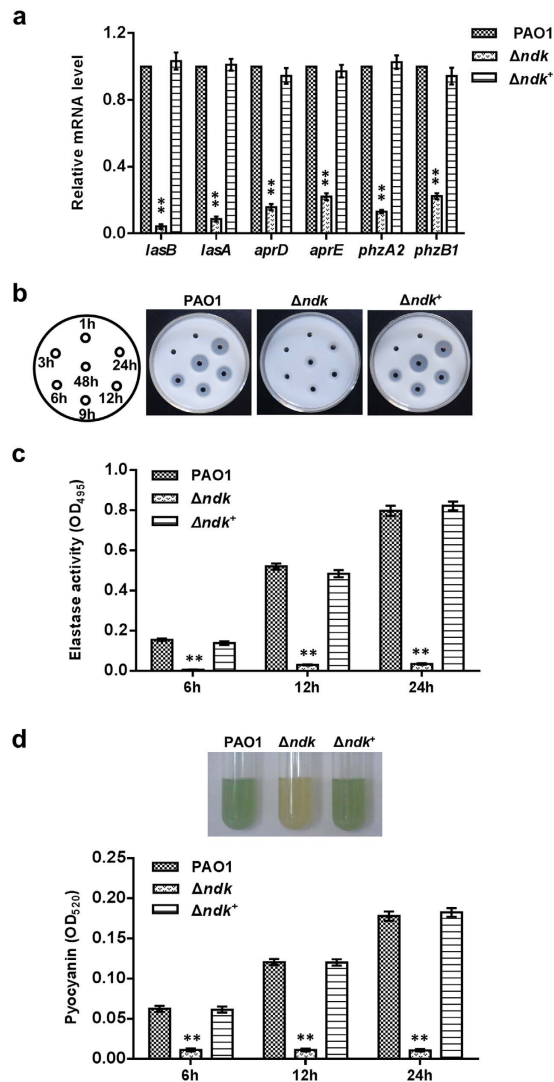 a
PAO1
Δndk
Δndk⁺
Relative mRNA level
1.2
0.8
0.4
0.0
** ** ** ** ** **
lasB lasA aprD aprE phzA2 phzB1
b
PAO1 Δndk Δndk⁺
1h
3h 24h
48h
6h 12h
9h
c
PAO1
Δndk
Δndk⁺
Elastase activity (OD₄₉₅)
1.0
0.8
0.6
0.4
0.2
0.0
** ** **
6h 12h 24h
d
PAO1 Δndk Δndk⁺
PAO1
Δndk
Δndk⁺
Pyocyanin (OD₅₂₀)
0.25
0.20
0.15
0.10
0.05
0.00
** ** **
6h 12h 24h